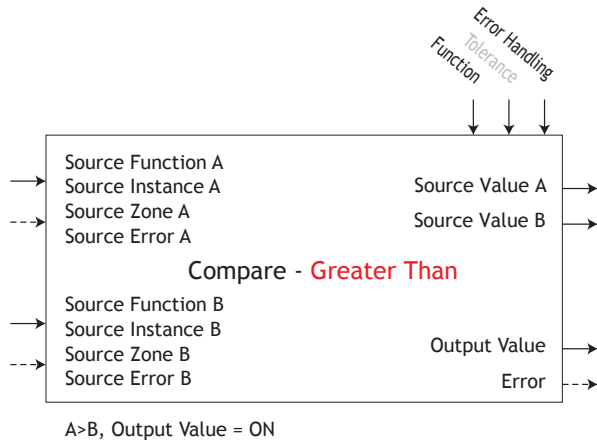 Function
Tolerance
Error Handling
Source Function A
Source Instance A
Source Zone A
Source Error A
Source Value A
Source Value B
Compare - Greater Than
Source Function B
Source Instance B
Source Zone B
Source Error B
Output Value
Error
A>B, Output Value = ON